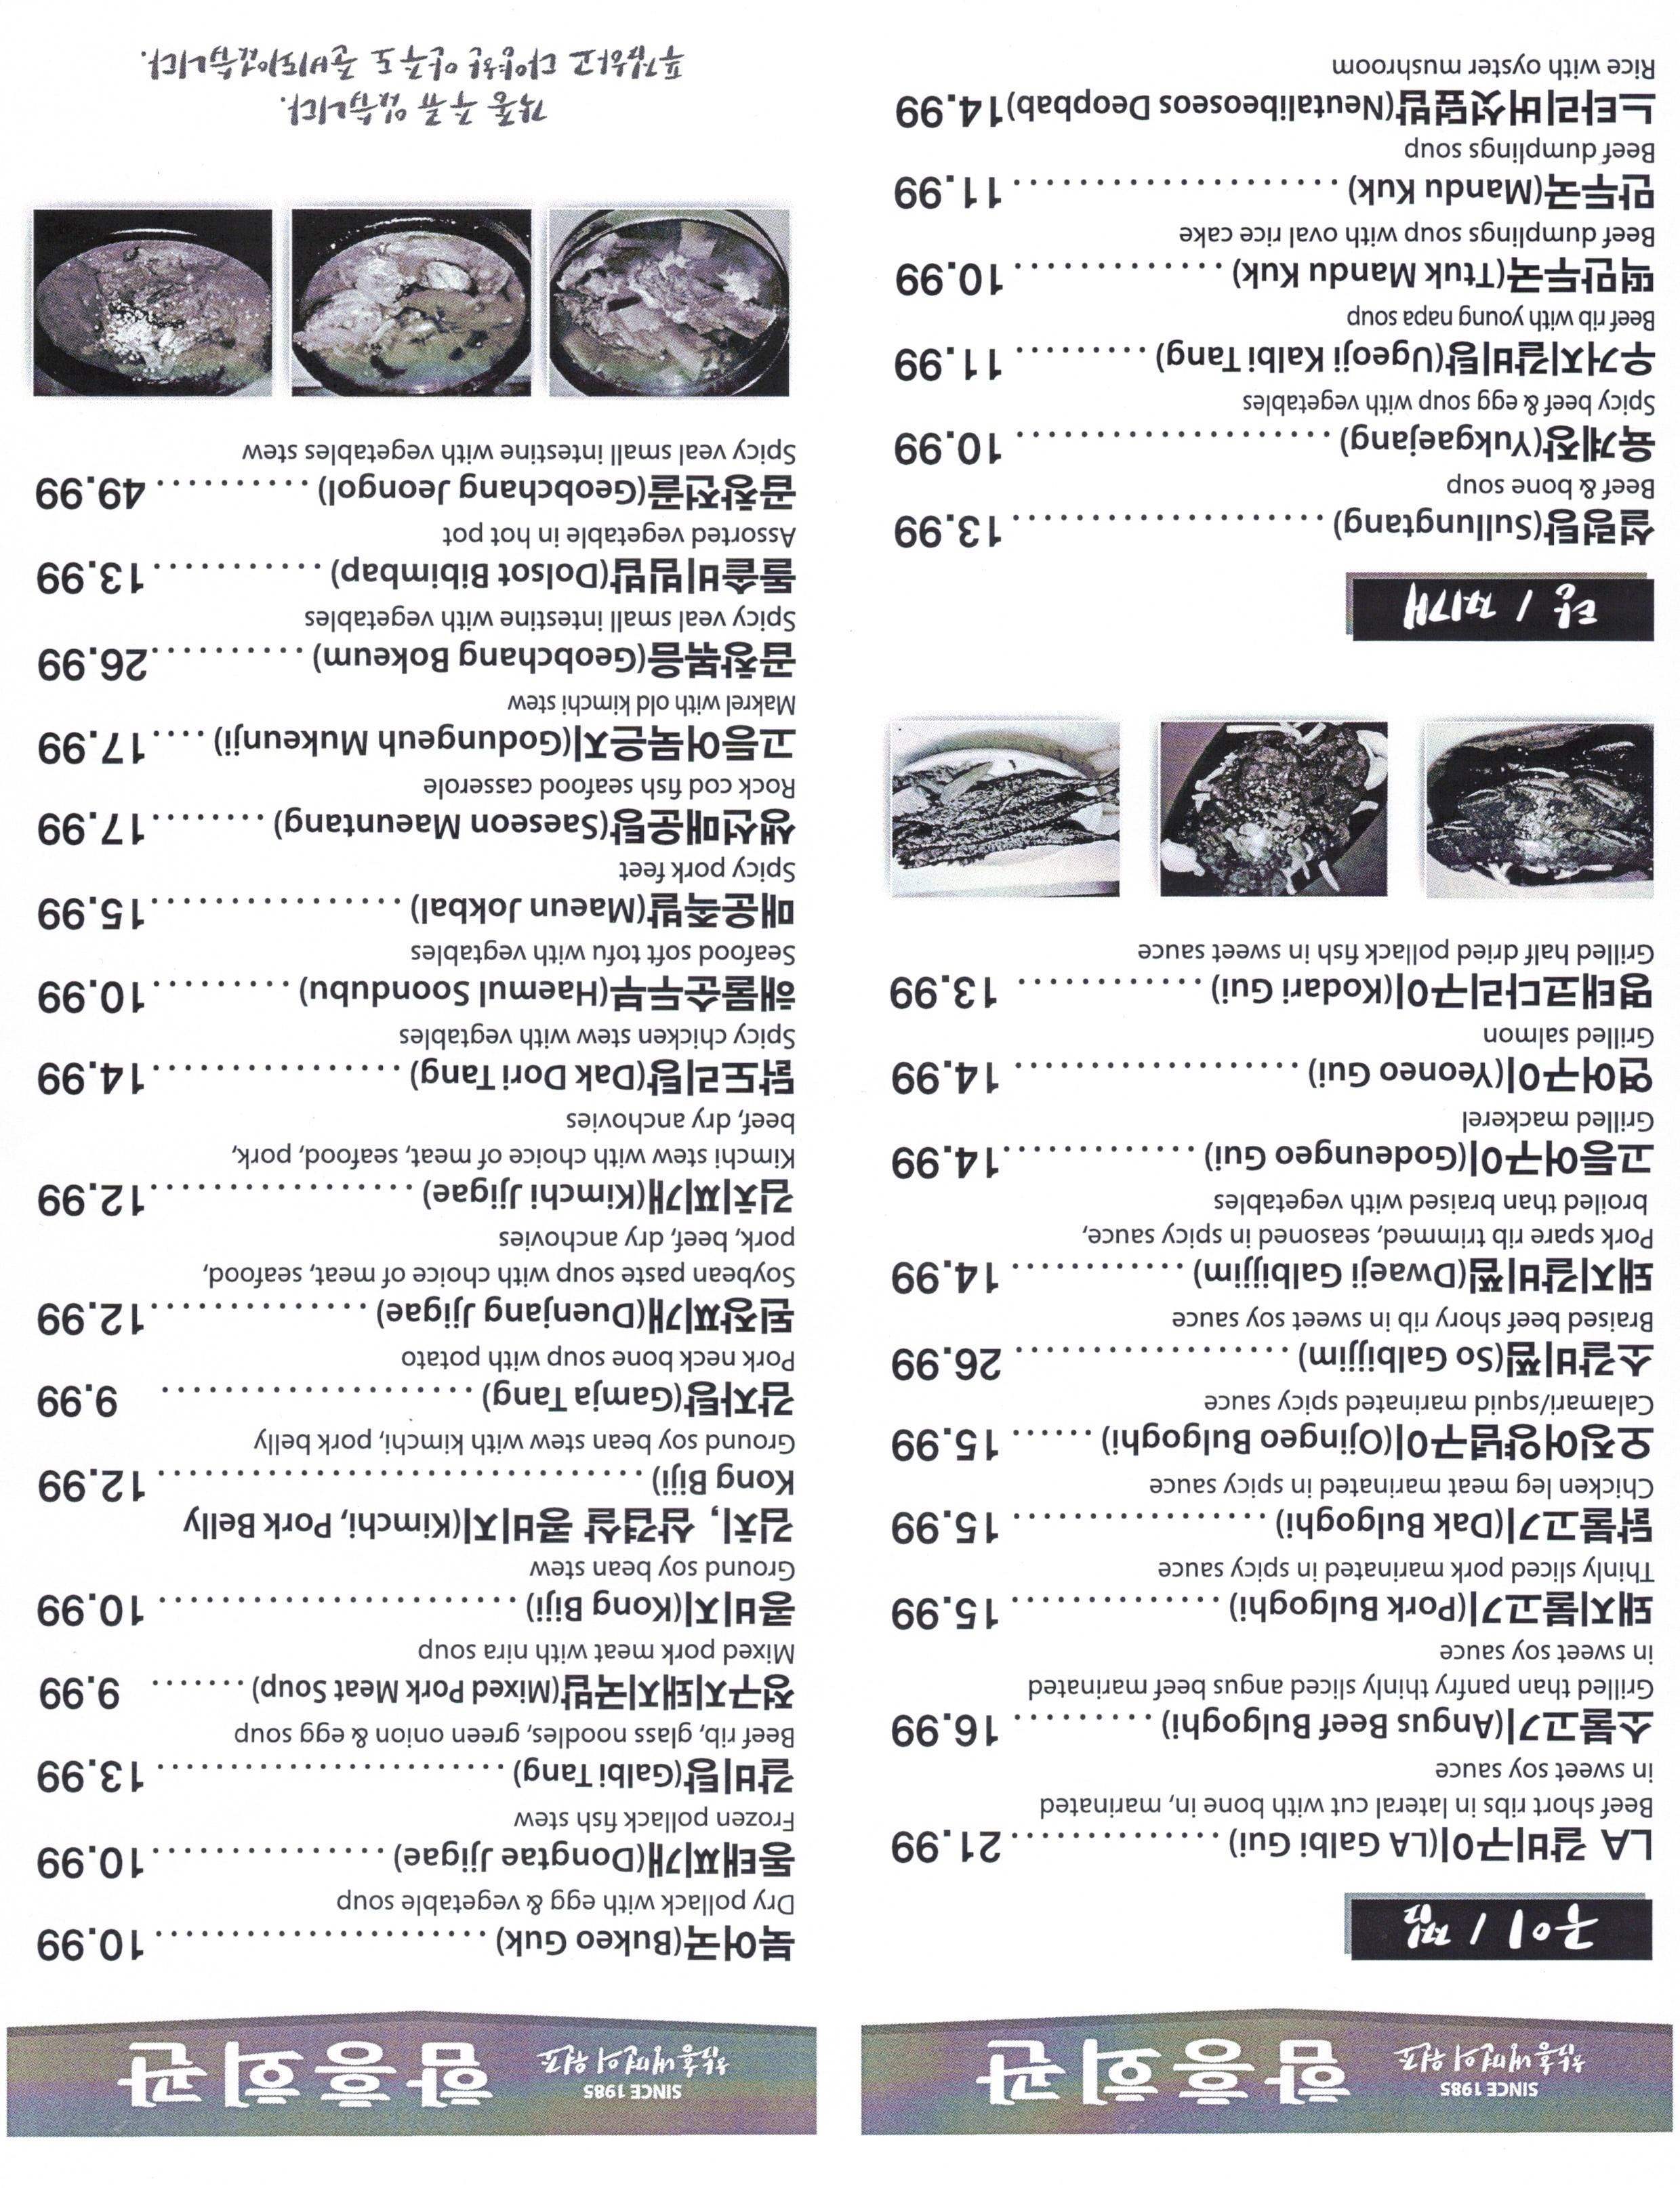 SINCE 1985
함흥냉면의 원조
함흥회관
구이 / 찜
LA 갈비구이(LA Galbi Gui) .............. 21.99
Beef short ribs in lateral cut with bone in, marinated
in sweet soy sauce
소불고기(Angus Beef Bulgoghi) ......... 16.99
Grilled than panfry thinly sliced angus beef marinated
in sweet soy sauce
돼지불고기(Pork Bulgoghi) .............. 15.99
Thinly sliced pork marinated in spicy sauce
닭불고기(Dak Bulgoghi) ................. 15.99
Chicken leg meat marinated in spicy sauce
오징어양념구이(Ojingeo Bulgoghi) ...... 15.99
Calamari/squid marinated spicy sauce
소갈비찜(So Galbijjim) .................. 26.99
Braised beef shory rib in sweet soy sauce
돼지갈비찜(Dwaeji Galbijjim) ............ 14.99
Pork spare rib trimmed, seasoned in spicy sauce,
broiled than braised with vegetables
고등어구이(Godeungeo Gui) .............14.99
Grilled mackerel
연어구이(Yeoneo Gui) ................... 14.99
Grilled salmon
명태코다리구이(Kodari Gui) ............ 13.99
Grilled half dried pollack fish in sweet sauce
탕 / 찌개
설렁탕(Sullungtang) .................... 13.99
Beef & bone soup
육계장(Yukgaejang) ..................... 10.99
Spicy beef & egg soup with vegetables
우거지갈비탕(Ugeoji Kalbi Tang) ......... 11.99
Beef rib with young napa soup
떡만두국(Ttuk Mandu Kuk) .............. 10.99
Beef dumplings soup with oval rice cake
만두국(Mandu Kuk) ..................... 11.99
Beef dumplings soup
느타리버섯덮밥(Neutalibeoseos Deopbab)14.99
Rice with oyster mushroom
SINCE 1985
함흥냉면의 원조
함흥회관
북어국(Bukeo Guk) ...................... 10.99
Dry pollack with egg & vegetable soup
동태찌개(Dongtae Jjigae) ...............10.99
Frozen pollack fish stew
갈비탕(Galbi Tang) ....................... 13.99
Beef rib, glass noodles, green onion & egg soup
정구지돼지국밥(Mixed Pork Meat Soup) ....... 9.99
Mixed pork meat with nira soup
콩비지(Kong Biji) ........................ 10.99
Ground soy bean stew
김치, 삼겹살 콩비지(Kimchi, Pork Belly
Kong Biji) ................................ 12.99
Ground soy bean stew with kimchi, pork belly
감자탕(Gamja Tang) ..................... 9.99
Pork neck bone soup with potato
된장찌개(Duenjang Jjigae) ..............12.99
Soybean paste soup with choice of meat, seafood,
pork, beef, dry anchovies
김치찌개(Kimchi Jjigae) .................12.99
Kimchi stew with choice of meat, seafood, pork,
beef, dry anchovies
닭도리탕(Dak Dori Tang) ................14.99
Spicy chicken stew with vegtables
해물순두부(Haemul Soondubu) .........10.99
Seafood soft tofu with vegtables
매운족발(Maeun Jokbal) .................15.99
Spicy pork feet
생선매운탕(Saeseon Maeuntang) ........17.99
Rock cod fish seafood casserole
고등어묵은지(Godungeuh Mukeunji) ....17.99
Makrel with old kimchi stew
곱창볶음(Geobchang Bokeum) ..........26.99
Spicy veal small intestine with vegetables
돌솥비빔밥(Dolsot Bibimbap) ........... 13.99
Assorted vegetable in hot pot
곱창전골(Geobchang Jeongol) .......... 49.99
Spicy veal small intestine with vegetables stew
각종 주류 있습니다.
푸짐하고 다양한 안주도 준비되었습니다.